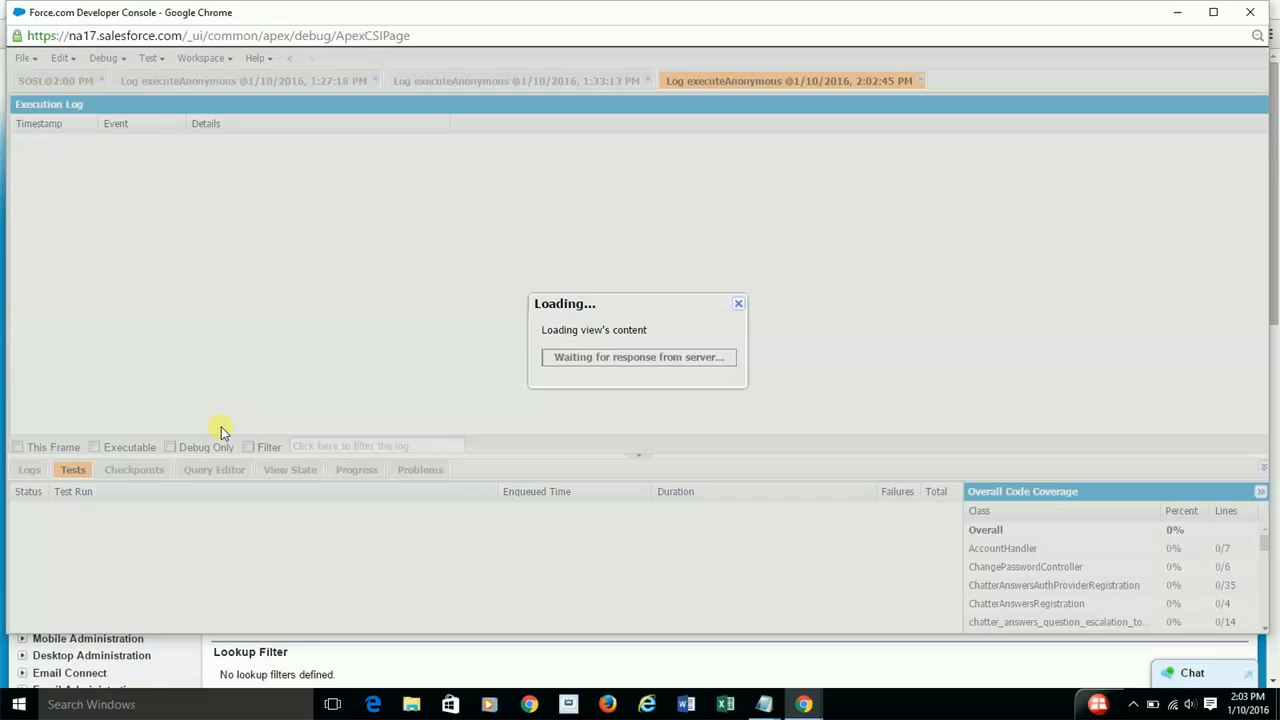 Force.com Developer Console - Google Chrome
https://na17.salesforce.com/_ui/common/apex/debug/ApexCSIPage
File Edit Debug Test Workspace Help < >
SOSL@2:00 PM Log executeAnonymous @1/10/2016, 1:27:18 PM Log executeAnonymous @1/10/2016, 1:33:13 PM Log executeAnonymous @1/10/2016, 2:02:45 PM
Execution Log
Timestamp Event Details
Loading...
Loading view's content
Waiting for response from server...
This Frame Executable Debug Only Filter Click here to filter the log
Logs Tests Checkpoints Query Editor View State Progress Problems
Status Test Run Enqueued Time Duration Failures Total Overall Code Coverage
Class Percent Lines
Overall 0%
AccountHandler 0% 0/7
ChangePasswordController 0% 0/6
ChatterAnswersAuthProviderRegistration 0% 0/35
ChatterAnswersRegistration 0% 0/4
chatter_answers_question_escalation_to... 0% 0/14
Mobile Administration
Desktop Administration
Email Connect
Lookup Filter
No lookup filters defined.
Chat
Search Windows
2:03 PM
1/10/2016